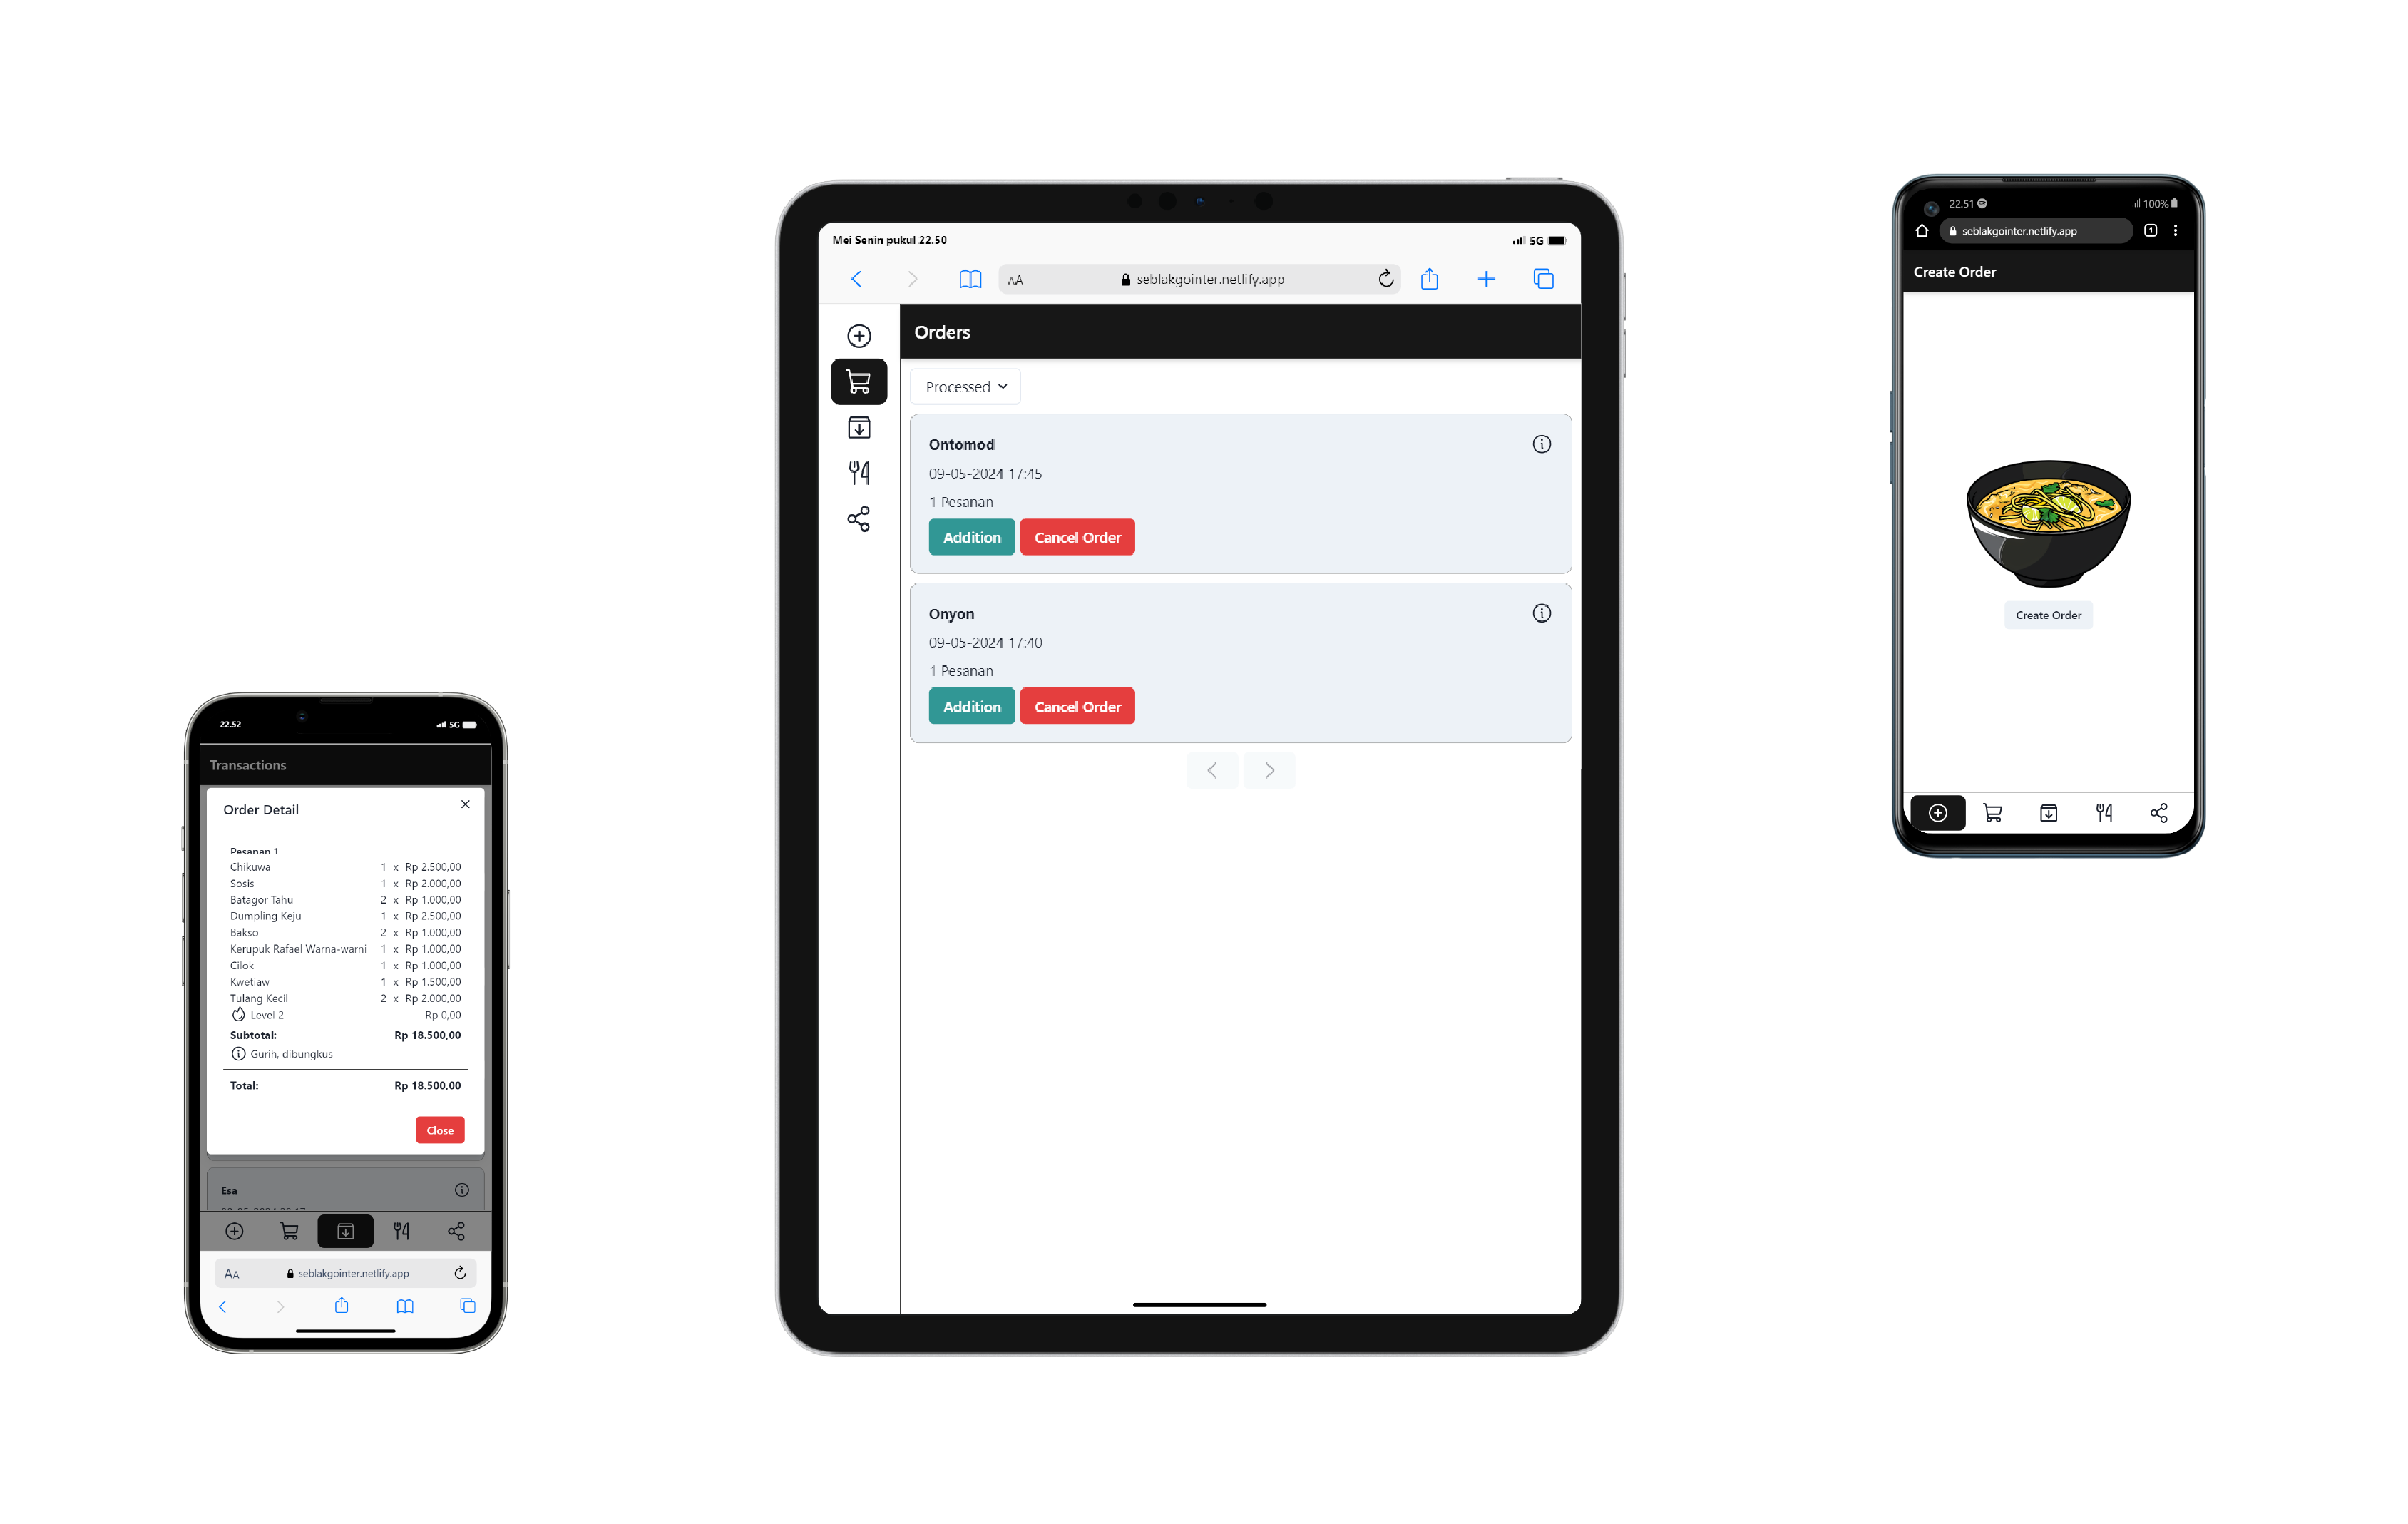 22.52
5G
Transactions
Order Detail
Pesanan 1
Chikuwa 1 x Rp 2.500,00
Sosis 1 x Rp 2.000,00
Batagor Tahu 2 x Rp 1.000,00
Dumpling Keju 1 x Rp 2.500,00
Bakso 2 x Rp 1.000,00
Kerupuk Rafael Warna-warni 1 x Rp 1.000,00
Cilok 1 x Rp 1.000,00
Kwetiaw 1 x Rp 1.500,00
Tulang Kecil 2 x Rp 2.000,00
Level 2 Rp 0,00
Subtotal: Rp 18.500,00
Gurih, dibungkus
Total: Rp 18.500,00
Close
Esa
AA seblakgointer.netlify.app
Mei Senin pukul 22.50 5G
AA seblakgointer.netlify.app
Orders
Processed
Ontomod
09-05-2024 17:45
1 Pesanan
Addition Cancel Order
Onyon
09-05-2024 17:40
1 Pesanan
Addition Cancel Order
22.51 100%
seblakgointer.netlify.app 1
Create Order
Create Order